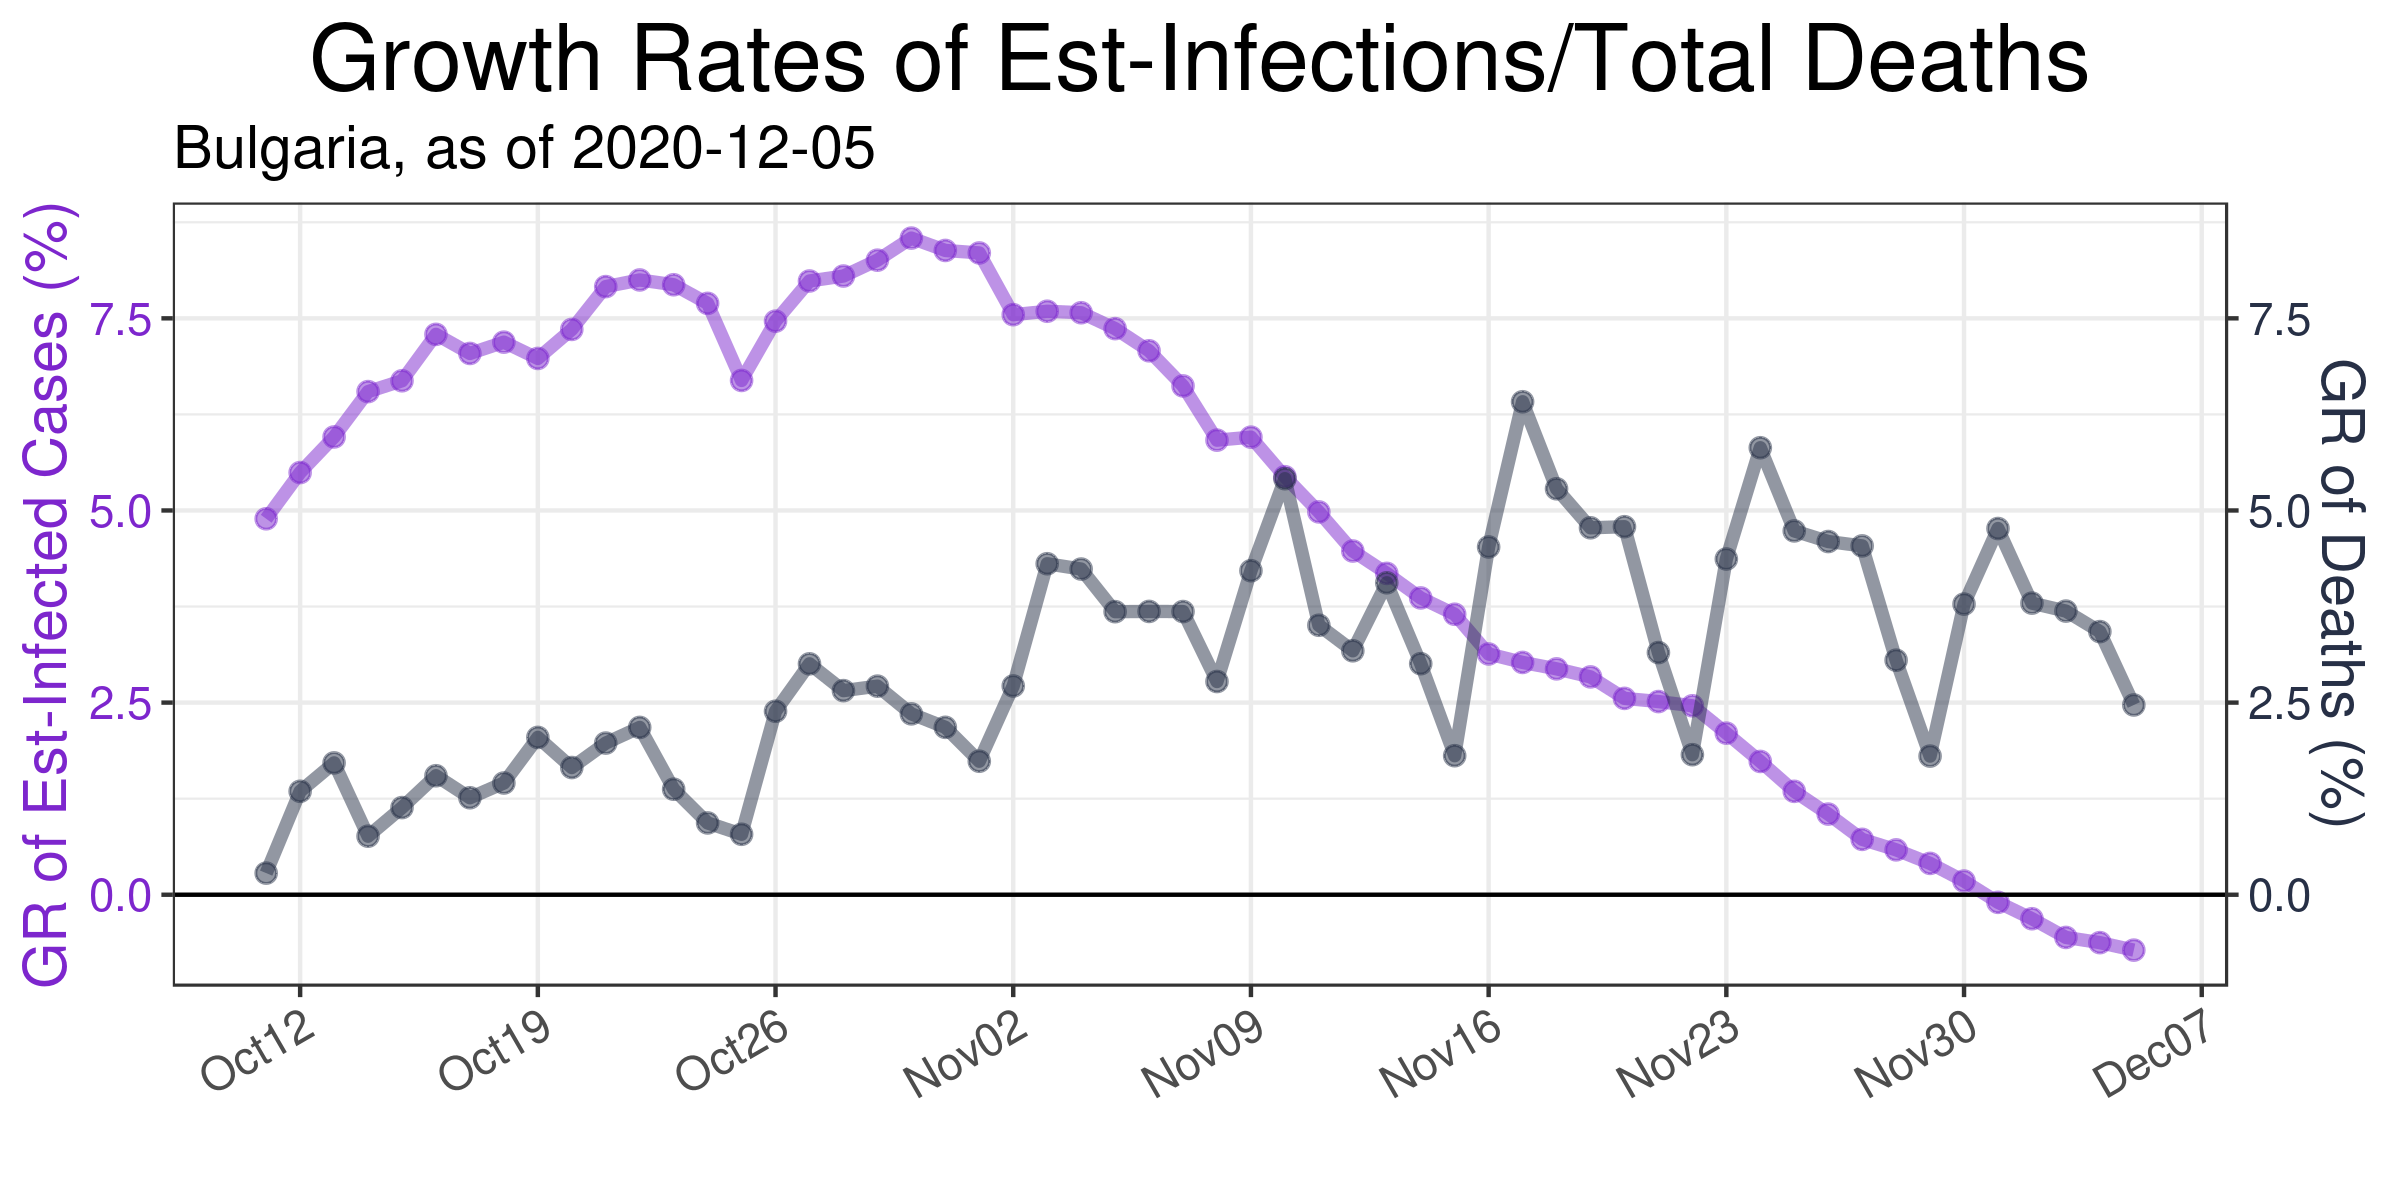 Growth Rates of Est-Infections/Total Deaths
Bulgaria, as of 2020-12-05
GR of Est-Infected Cases (%)
7.5
5.0
2.5
0.0
7.5
5.0
2.5
0.0
GR of Deaths (%)
Oct12
Oct19
Oct26
Nov02
Nov09
Nov16
Nov23
Nov30
Dec07